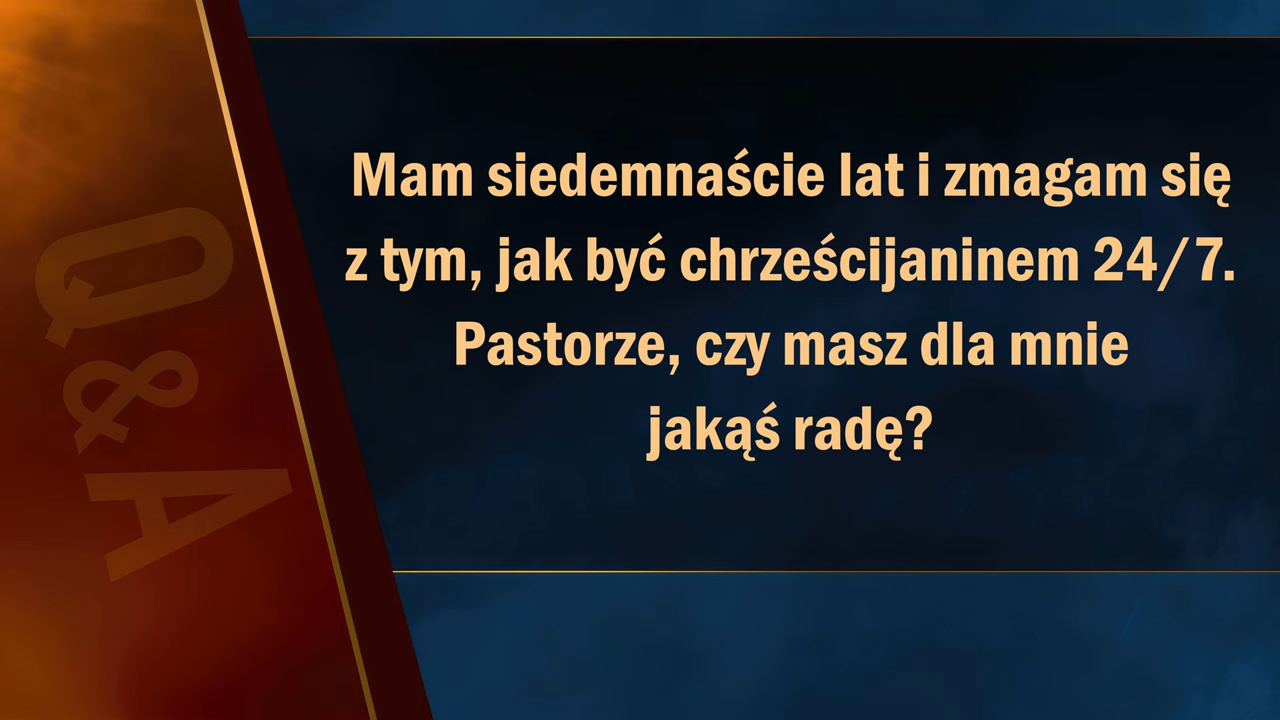 Mam siedemnaście lat i zmagam się
z tym, jak być chrześcijaninem 24/7.
Pastorze, czy masz dla mnie
jakąś radę?
Q & A